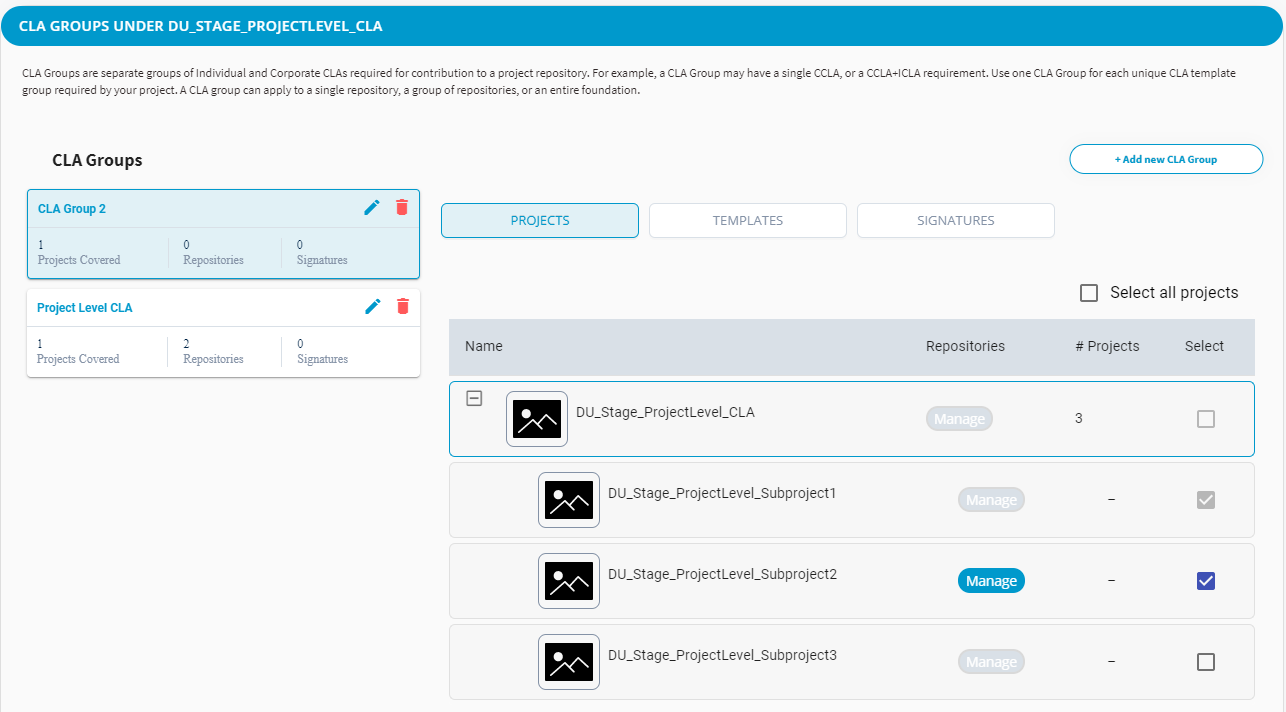 CLA GROUPS UNDER DU_STAGE_PROJECTLEVEL_CLA
CLA Groups are separate groups of Individual and Corporate CLAs required for contribution to a project repository. For example, a CLA Group may have a single CCLA, or a CCLA+ICLA requirement. Use one CLA Group for each unique CLA template
group required by your project. A CLA group can apply to a single repository, a group of repositories, or an entire foundation.
CLA Groups
+ Add new CLA Group
CLA Group 2
1 0 0
Projects Covered Repositories Signatures
Project Level CLA
1 2 0
Projects Covered Repositories Signatures
PROJECTS TEMPLATES SIGNATURES
Select all projects
Name Repositories # Projects Select
DU_Stage_ProjectLevel_CLA Manage 3
DU_Stage_ProjectLevel_Subproject1 Manage –
DU_Stage_ProjectLevel_Subproject2 Manage –
DU_Stage_ProjectLevel_Subproject3 Manage –